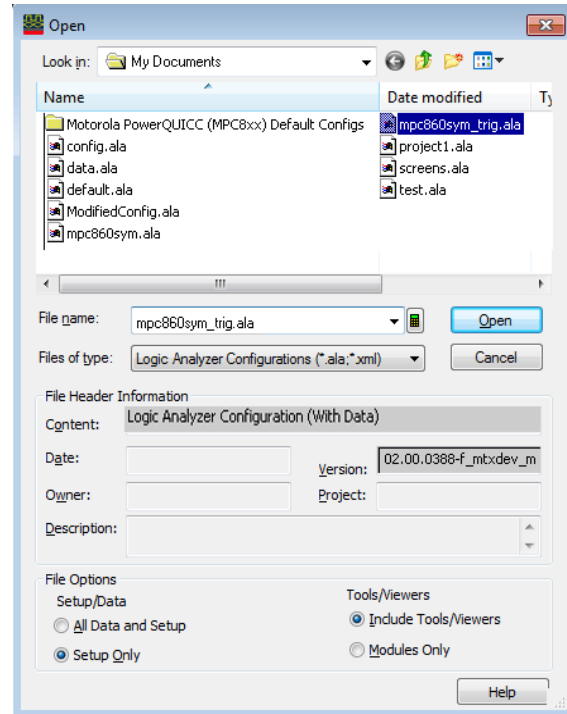 Open
Look in: My Documents
Name Date modified Ty
Motorola PowerQUICC (MPC8xx) Default Configs mpc860sym_trig.ala
config.ala project1.ala
data.ala screens.ala
default.ala test.ala
ModifiedConfig.ala
mpc860sym.ala
File name: mpc860sym_trig.ala Open
Files of type: Logic Analyzer Configurations (*.ala;*.xml) Cancel
File Header Information
Content: Logic Analyzer Configuration (With Data)
Date: Version: 02.00.0388-f_mtxdev_m
Owner: Project:
Description:
File Options
Setup/Data Tools/Viewers
All Data and Setup Include Tools/Viewers
Setup Only Modules Only
Help